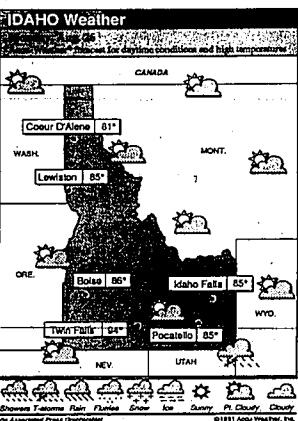 IDAHO Weather
forecast for daytime conditions and high temperatures
CANADA
Coeur D'Alene 81°
WASH.
MONT.
Lewiston 85°
ORE.
Boise 86°
Idaho Falls 85°
WYO.
Twin Falls 94°
Pocatello 85°
NEV.
UTAH
Showers T-storms Rain Flurries Snow Ice Sunny Pt. Cloudy Cloudy
©1991 Accu-Weather, Inc.